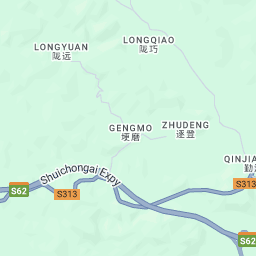 LONGQIAO
陇巧
LONGYUAN
陇远
GENGMO
埂磨
ZHUDENG
逐登
QINJIA
Shuichongai Expy
S313
S62
S313
S62